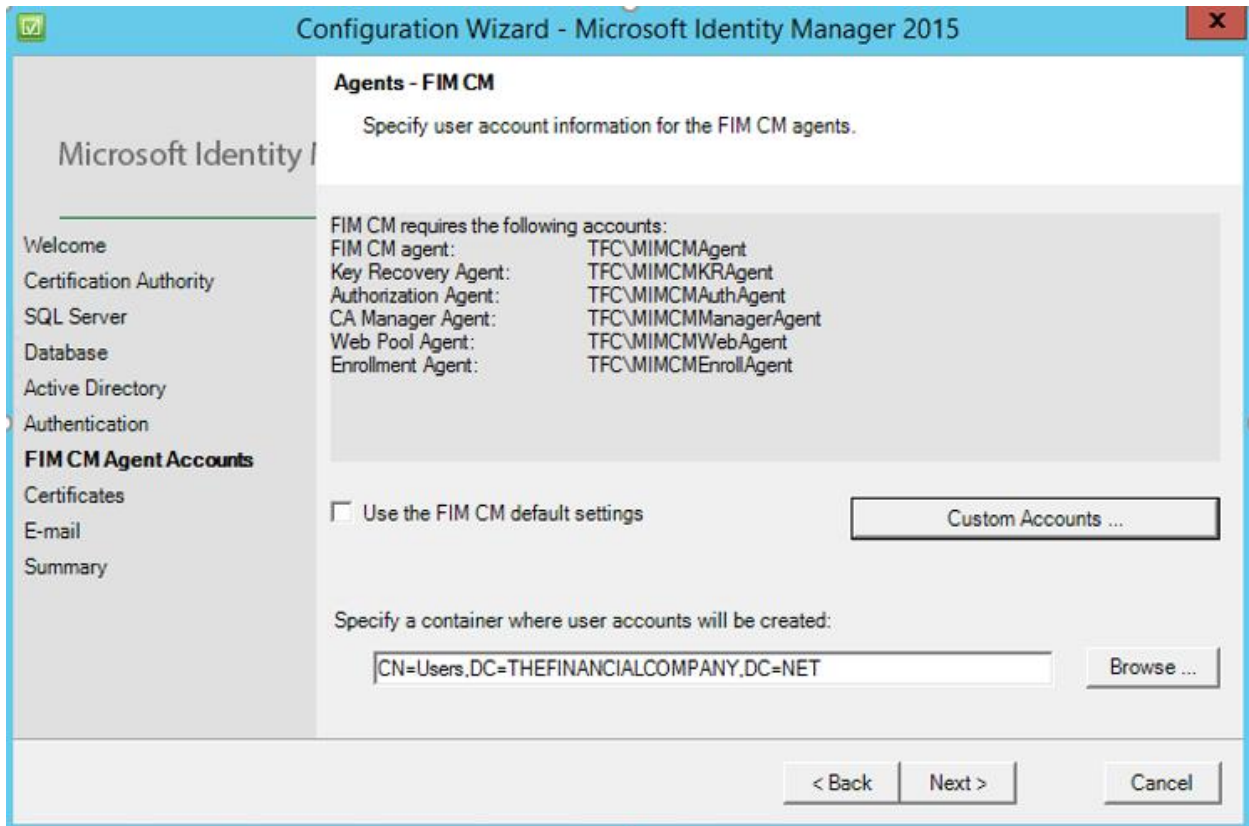 Configuration Wizard - Microsoft Identity Manager 2015
x
Microsoft Identity
Welcome
Certification Authority
SQL Server
Database
Active Directory
Authentication
FIM CM Agent Accounts
Certificates
E-mail
Summary
Agents - FIM CM
Specify user account information for the FIM CM agents.
FIM CM requires the following accounts:
FIM CM agent: TFC\MIMCMAgent
Key Recovery Agent: TFC\MIMCMKRAgent
Authorization Agent: TFC\MIMCMAuthAgent
CA Manager Agent: TFC\MIMCMManagerAgent
Web Pool Agent: TFC\MIMCMWebAgent
Enrollment Agent: TFC\MIMCMEnrollAgent
Use the FIM CM default settings
Custom Accounts ...
Specify a container where user accounts will be created:
CN=Users,DC=THEFINANCIALCOMPANY,DC=NET
Browse ...
< Back
Next >
Cancel